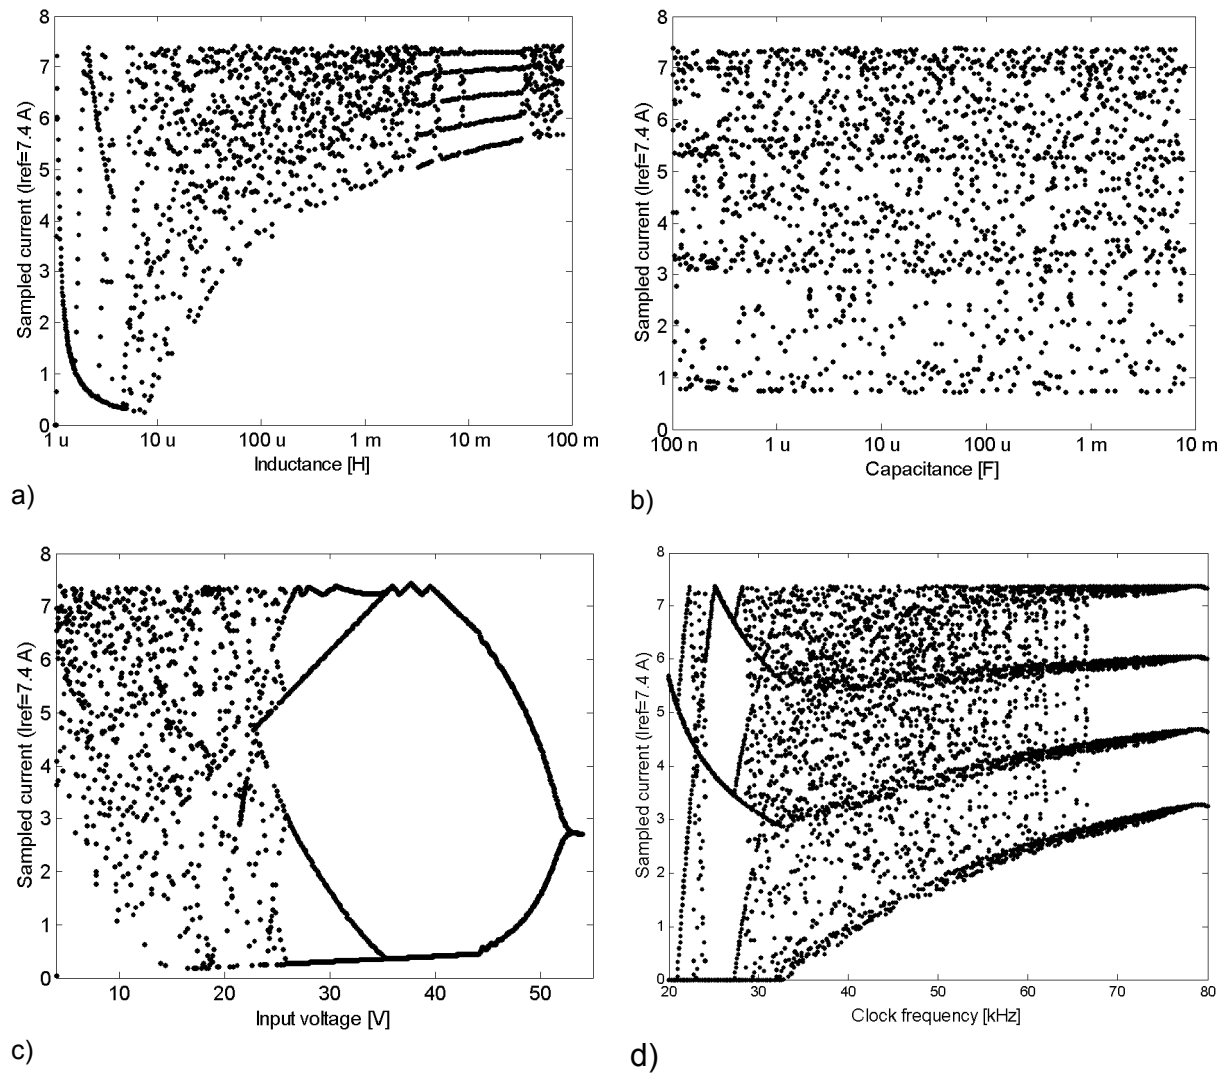 8
7
6
5
4
3
2
1
0
Sampled current (Iref=7.4 A)
1 u
10 u
100 u
1 m
10 m
100 m
Inductance [H]
a)
8
7
6
5
4
3
2
1
0
Sampled current (Iref=7.4 A)
100 n
1 u
10 u
100 u
1 m
10 m
Capacitance [F]
b)
8
7
6
5
4
3
2
1
0
Sampled current (Iref=7.4 A)
10
20
30
40
50
Input voltage [V]
c)
8
7
6
5
4
3
2
1
0
Sampled current (Iref=7.4 A)
20
30
40
50
60
70
80
Clock frequency [kHz]
d)